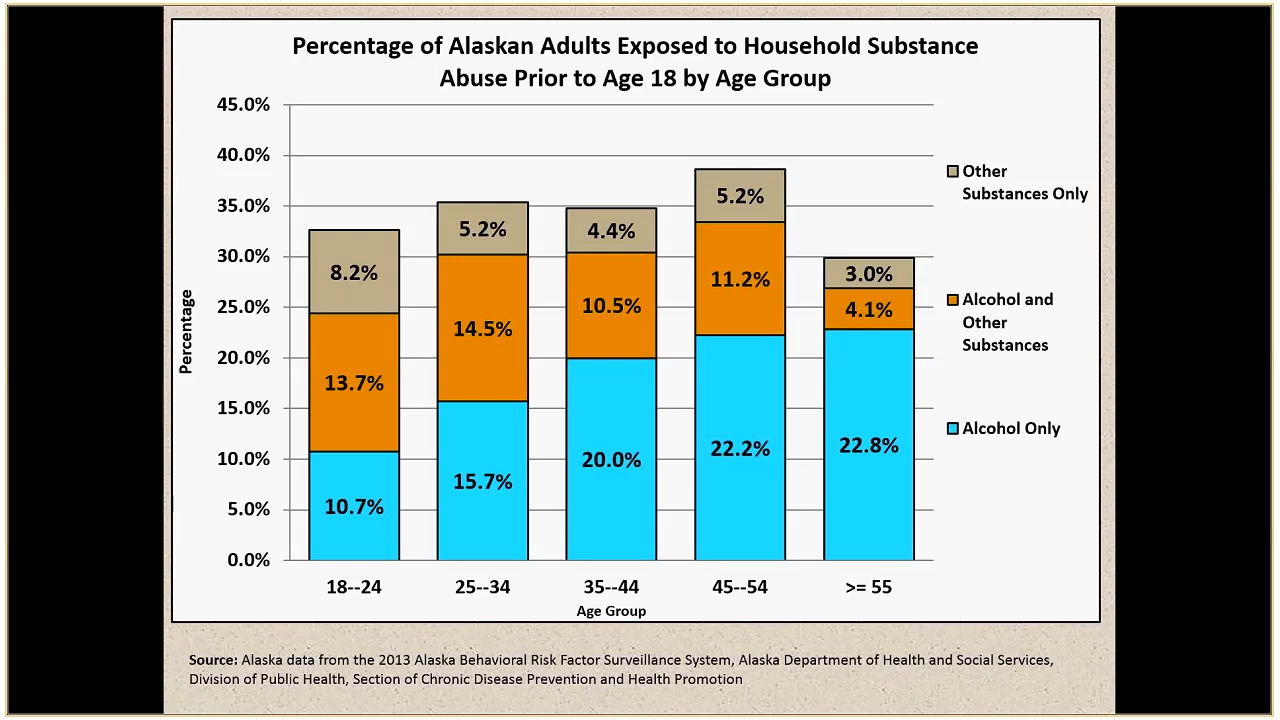 Percentage of Alaskan Adults Exposed to Household Substance
Abuse Prior to Age 18 by Age Group
45.0%
40.0%
35.0%
30.0%
25.0%
20.0%
15.0%
10.0%
5.0%
0.0%
Percentage
8.2%
13.7%
10.7%
5.2%
14.5%
15.7%
4.4%
10.5%
20.0%
5.2%
11.2%
22.2%
3.0%
4.1%
22.8%
18--24
25--34
35--44
45--54
>= 55
Age Group
Other
Substances Only
Alcohol and
Other
Substances
Alcohol Only
Source: Alaska data from the 2013 Alaska Behavioral Risk Factor Surveillance System, Alaska Department of Health and Social Services,
Division of Public Health, Section of Chronic Disease Prevention and Health Promotion